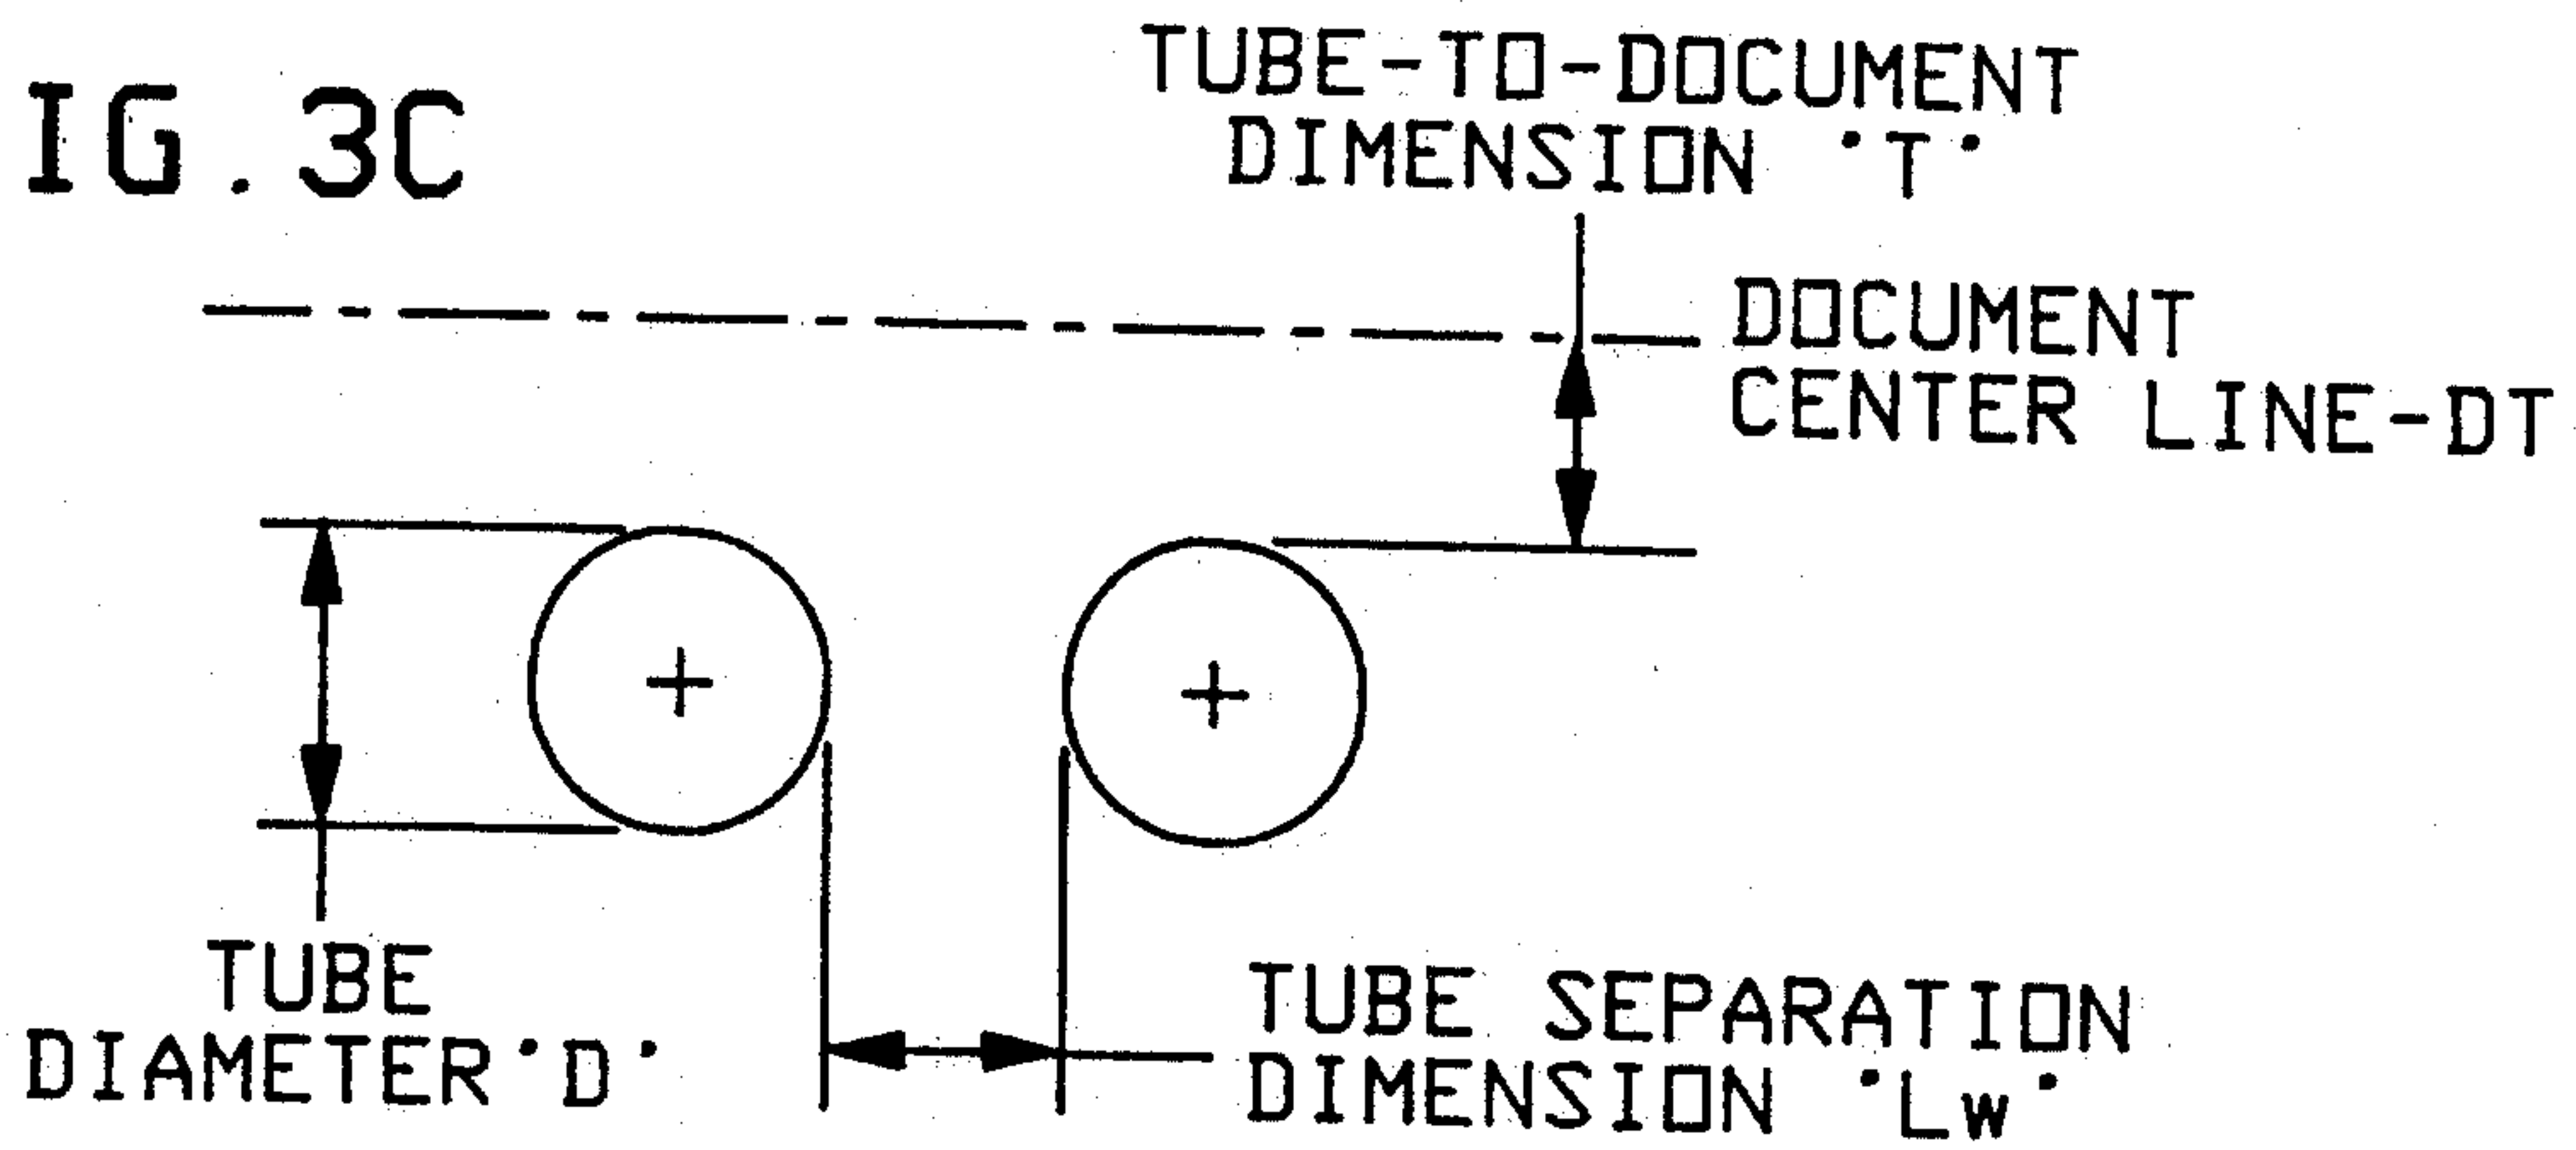 IG. 3C
TUBE-TO-DOCUMENT
DIMENSION 'T'
DOCUMENT
CENTER LINE-DT
TUBE
DIAMETER 'D'
TUBE SEPARATION
DIMENSION 'Lw'